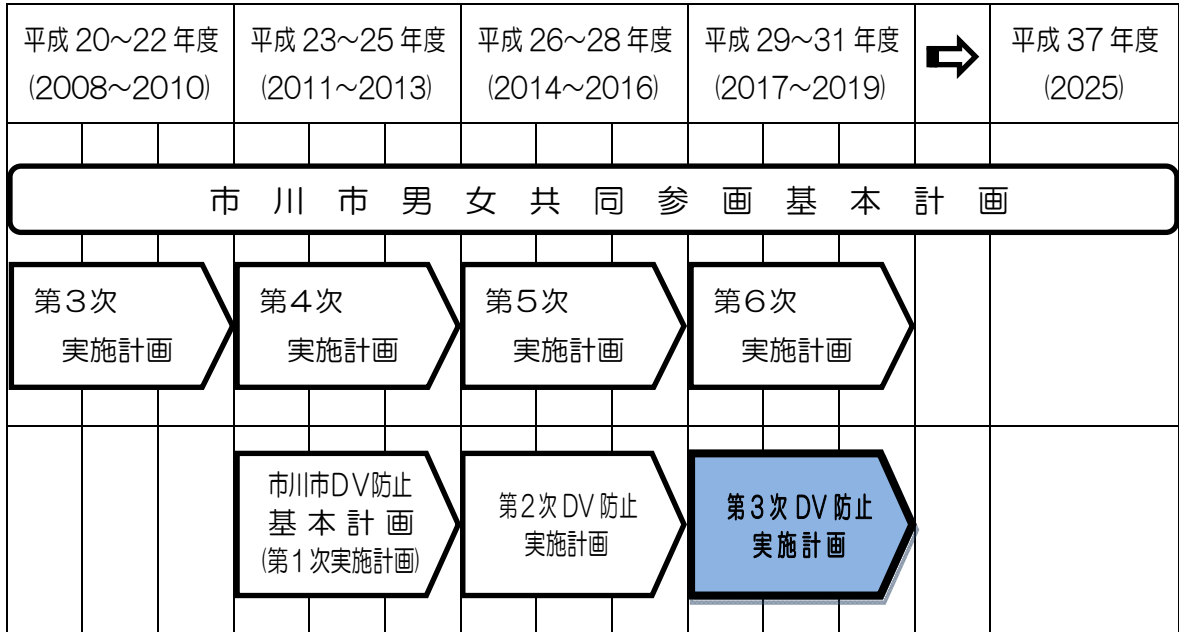 平成 20～22 年度
(2008～2010)
平成 23～25 年度
(2011～2013)
平成 26～28 年度
(2014～2016)
平成 29～31 年度
(2017～2019)
平成 37 年度
(2025)
市川市男女共同参画基本計画
第３次
実施計画
第４次
実施計画
第５次
実施計画
第６次
実施計画
市川市ＤＶ防止
基本計画
(第１次実施計画)
第２次 DV 防止
実施計画
第３次 DV 防止
実施計画